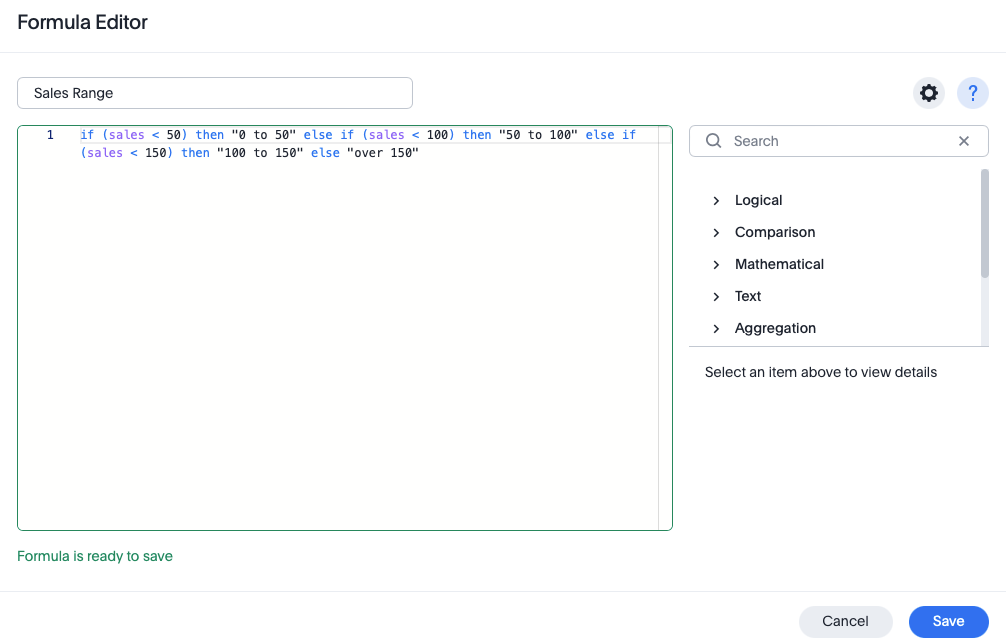 Formula Editor
Sales Range
?
1 if (sales < 50) then "0 to 50" else if (sales < 100) then "50 to 100" else if
(sales < 150) then "100 to 150" else "over 150"
Search
Logical
Comparison
Mathematical
Text
Aggregation
Select an item above to view details
Formula is ready to save
Cancel
Save